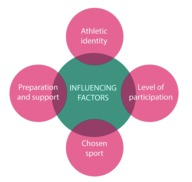 Athletic
identity
Preparation
and support
INFLUENCING
FACTORS
Level of
participation
Chosen
sport